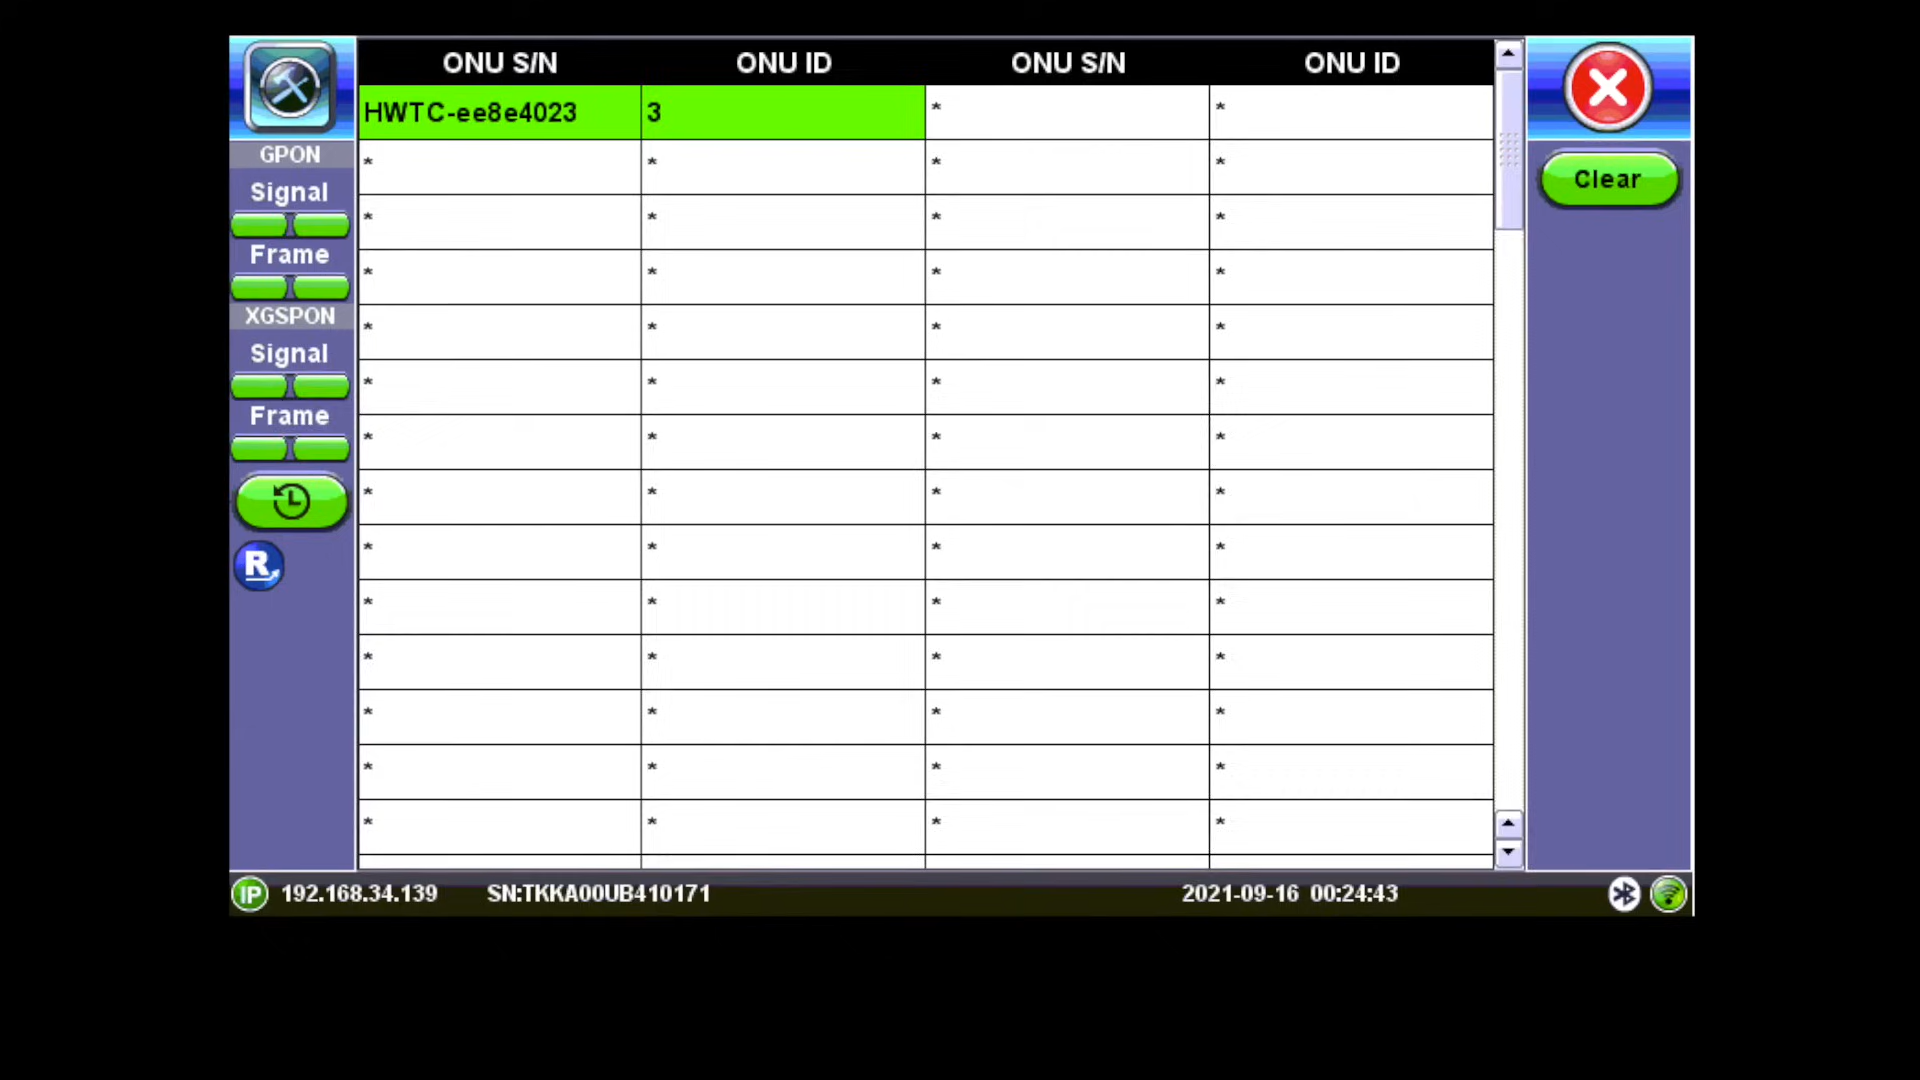 ONU S/N ONU ID ONU S/N ONU ID
HWTC-ee8e4023 3 * *
* * * *
* * * *
* * * *
* * * *
* * * *
* * * *
* * * *
* * * *
* * * *
* * * *
* * * *
* * * *
* * * *
GPON
Signal
Frame
XGSPON
Signal
Frame
R
Clear
IP 192.168.34.139 SN:TKKA00UB410171 2021-09-16 00:24:43